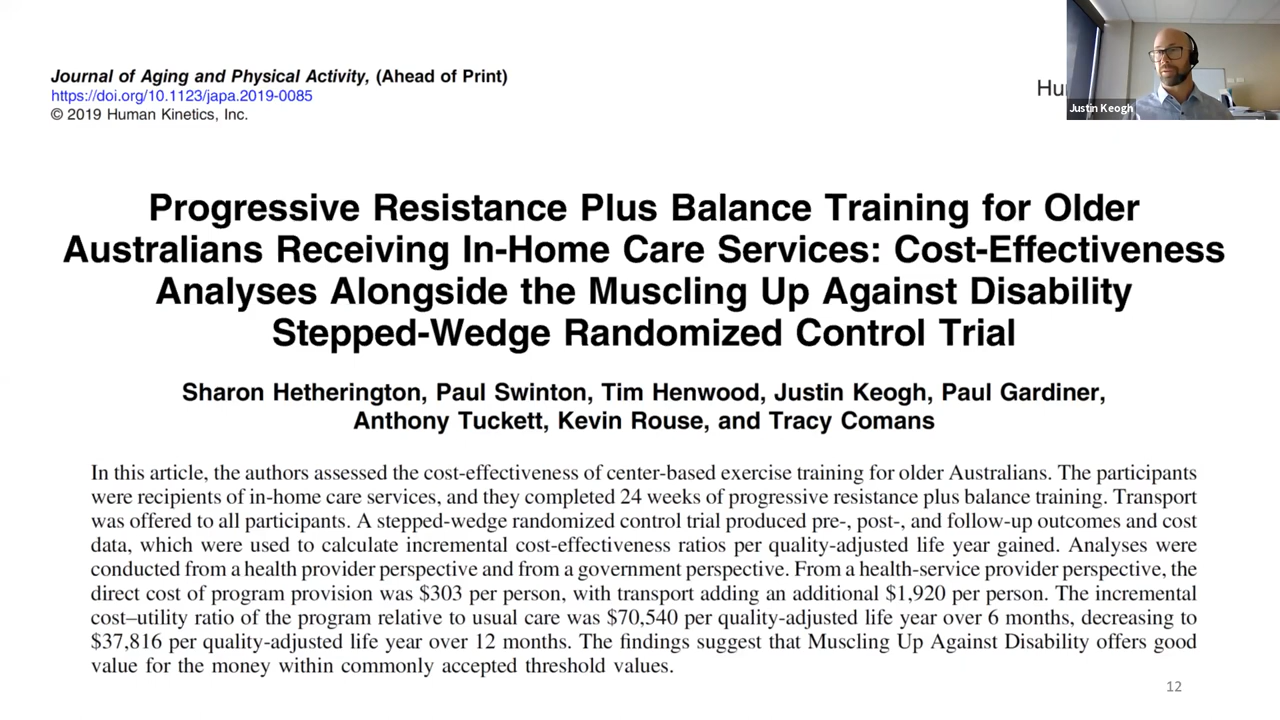 Journal of Aging and Physical Activity, (Ahead of Print)
https://doi.org/10.1123/japa.2019-0085
© 2019 Human Kinetics, Inc.
Justin Keogh
Progressive Resistance Plus Balance Training for Older
Australians Receiving In-Home Care Services: Cost-Effectiveness
Analyses Alongside the Muscling Up Against Disability
Stepped-Wedge Randomized Control Trial
Sharon Hetherington, Paul Swinton, Tim Henwood, Justin Keogh, Paul Gardiner,
Anthony Tuckett, Kevin Rouse, and Tracy Comans
In this article, the authors assessed the cost-effectiveness of center-based exercise training for older Australians. The participants
were recipients of in-home care services, and they completed 24 weeks of progressive resistance plus balance training. Transport
was offered to all participants. A stepped-wedge randomized control trial produced pre-, post-, and follow-up outcomes and cost
data, which were used to calculate incremental cost-effectiveness ratios per quality-adjusted life year gained. Analyses were
conducted from a health provider perspective and from a government perspective. From a health-service provider perspective, the
direct cost of program provision was $303 per person, with transport adding an additional $1,920 per person. The incremental
cost–utility ratio of the program relative to usual care was $70,540 per quality-adjusted life year over 6 months, decreasing to
$37,816 per quality-adjusted life year over 12 months. The findings suggest that Muscling Up Against Disability offers good
value for the money within commonly accepted threshold values.
12